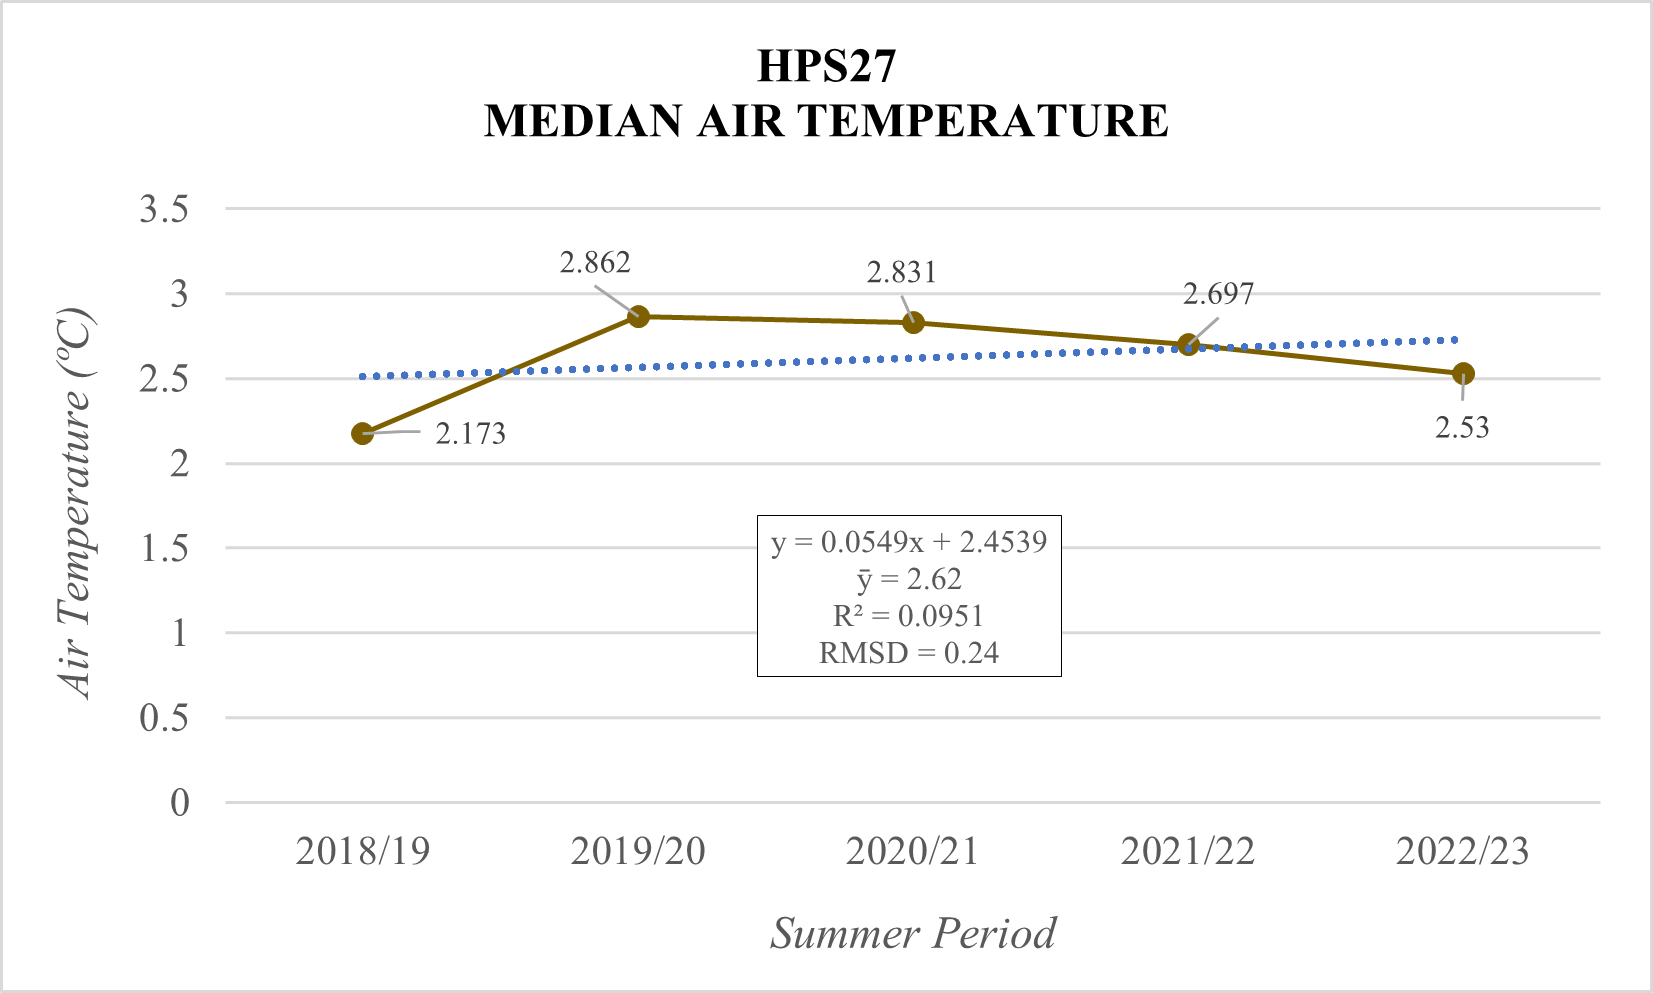 HPS27
MEDIAN AIR TEMPERATURE
Air Temperature (ºC)
3.5
3
2.5
2
1.5
1
0.5
0
2.173
2.862
2.831
2.697
2.53
y = 0.0549x + 2.4539
ȳ = 2.62
R² = 0.0951
RMSD = 0.24
2018/19
2019/20
2020/21
2021/22
2022/23
Summer Period